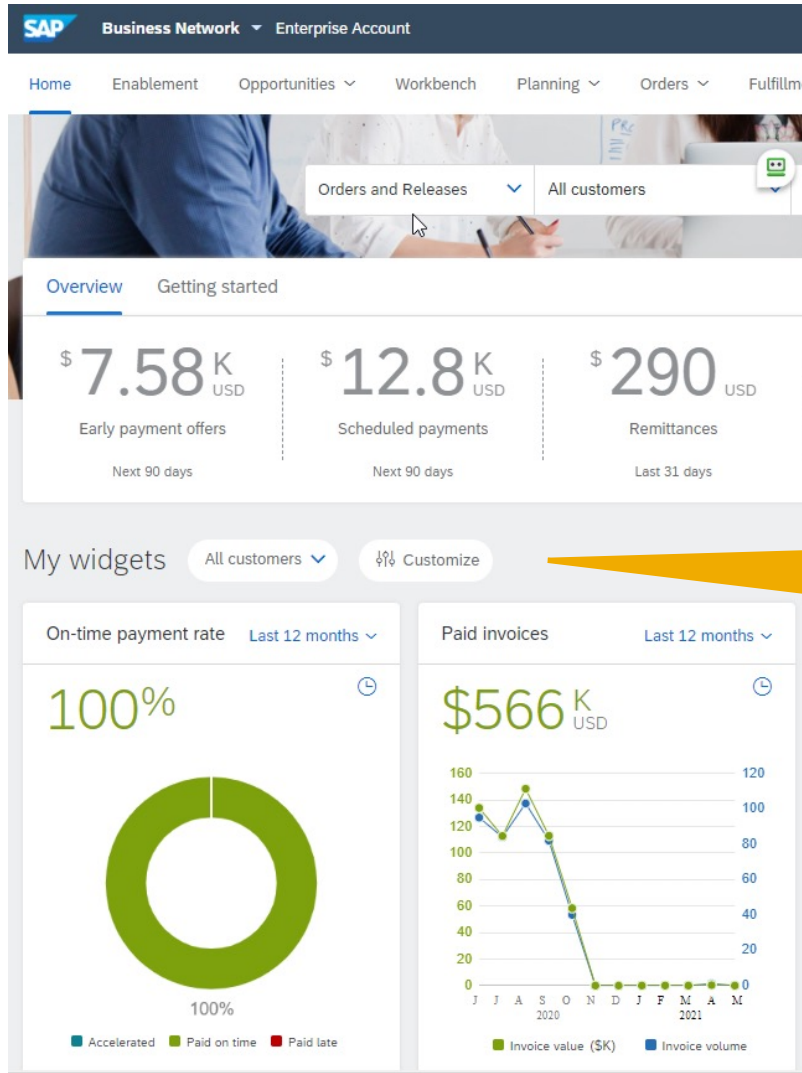 SAP Business Network Enterprise Account
Home Enablement Opportunities Workbench Planning Orders Fulfillm
Orders and Releases All customers
Overview Getting started
$ 7.58 K USD $ 12.8 K USD $ 290 USD
Early payment offers Scheduled payments Remittances
Next 90 days Next 90 days Last 31 days
My widgets All customers Customize
On-time payment rate Last 12 months Paid invoices Last 12 months
100% $566 K USD
160 120
140 100
120
100 80
80 60
60 40
40
20 20
0 0
J J A S O N D J F M A M
2020 2021
100%
Accelerated Paid on time Paid late Invoice value ($K) Invoice volume